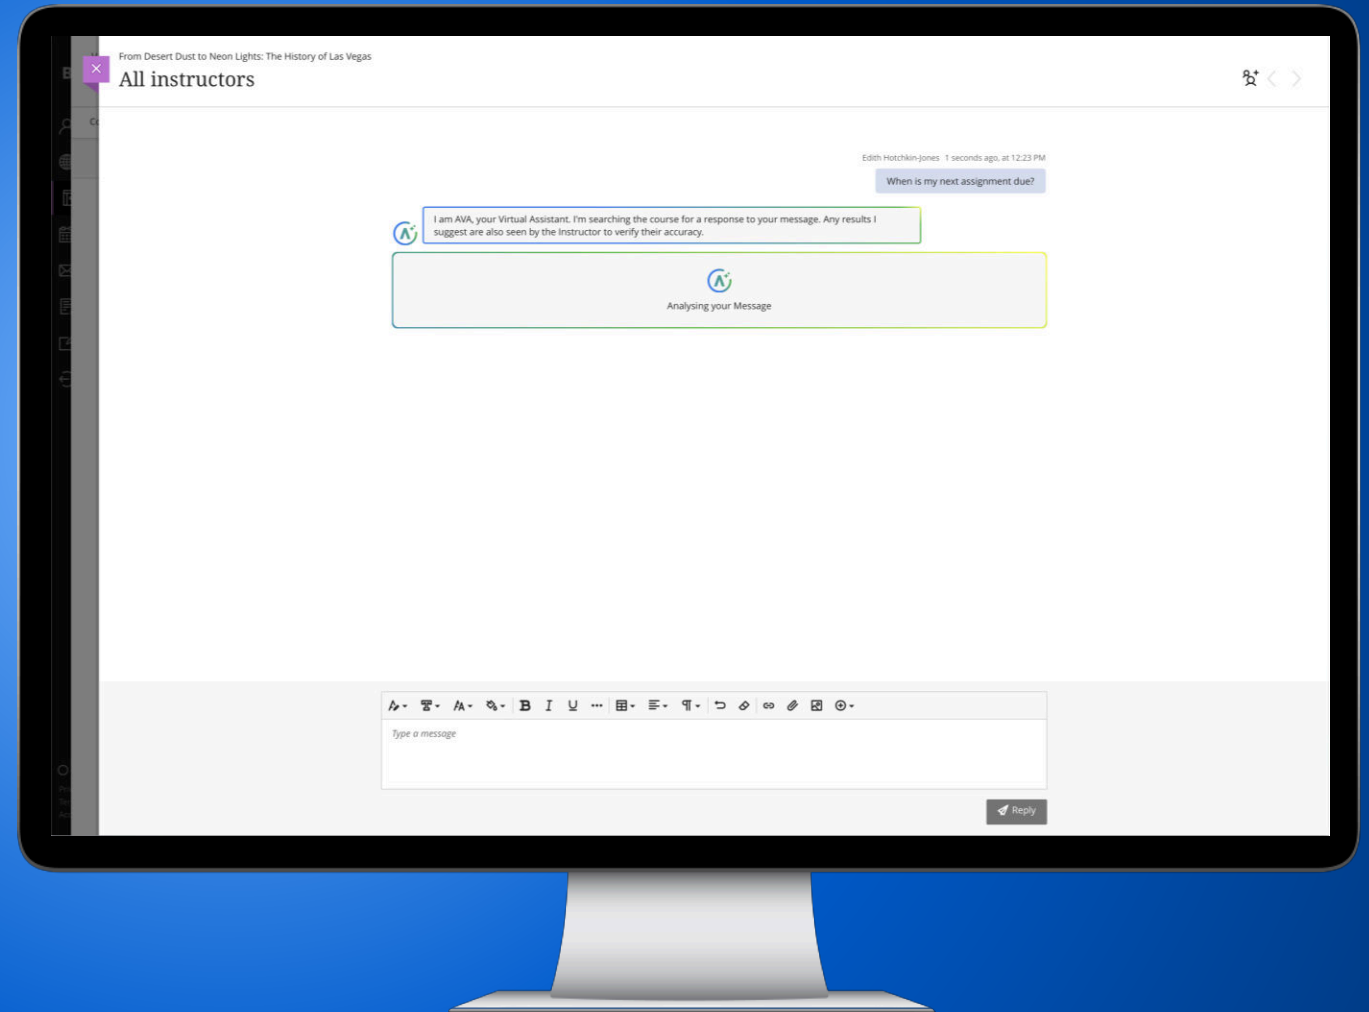 From Desert Dust to Neon Lights: The History of Las Vegas
All instructors
Edith Hotchkin-Jones 1 seconds ago, at 12:23 PM
When is my next assignment due?
I am AVA, your Virtual Assistant. I'm searching the course for a response to your message. Any results I
suggest are also seen by the Instructor to verify their accuracy.
Analysing your Message
Type a message
Reply